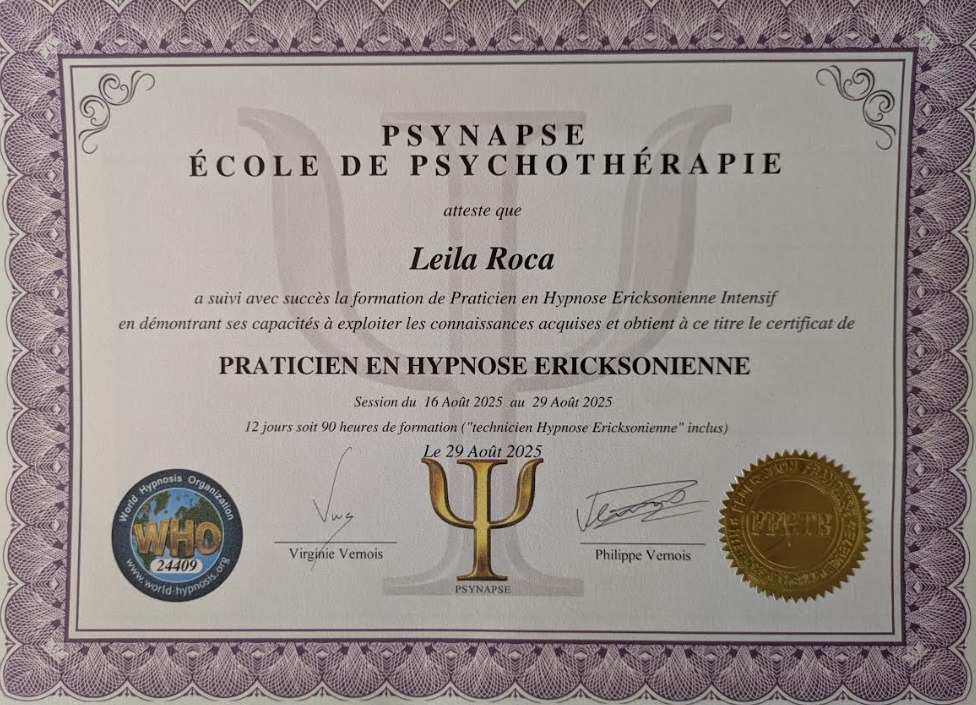 PSYNAPSE
ÉCOLE DE PSYCHOTHÉRAPIE
atteste que
Leila Roca
a suivi avec succès la formation de Praticien en Hypnose Ericksonienne Intensif
en démontrant ses capacités à exploiter les connaissances acquises et obtient à ce titre le certificat de
PRATICIEN EN HYPNOSE ERICKSONIENNE
Session du 16 Août 2025 au 29 Août 2025
12 jours soit 90 heures de formation ("technicien Hypnose Ericksonienne" inclus)
Le 29 Août 2025
World Hypnosis Organization
WHO
24409
www.world-hypnosis.org
Virginie Vernois
PSYNAPSE
Philippe Vernois